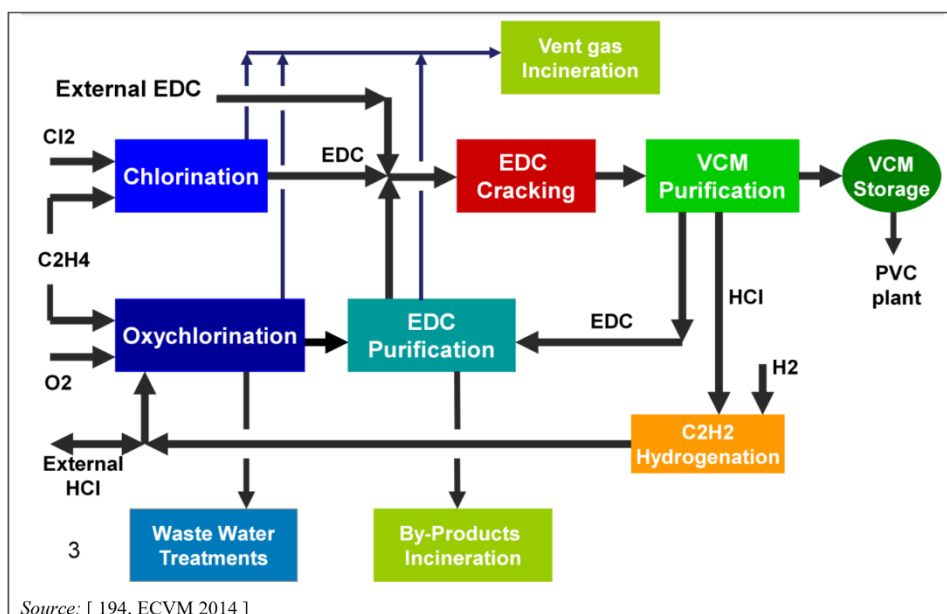 Vent gas
Incineration
External EDC
Cl2
Chlorination
EDC
EDC
Cracking
VCM
Purification
VCM
Storage
C2H4
PVC
plant
HCl
Oxychlorination
EDC
Purification
EDC
O2
H2
External
HCl
C2H2
Hydrogenation
3
Waste Water
Treatments
By-Products
Incineration
Source: [ 194, ECVM 2014 ]